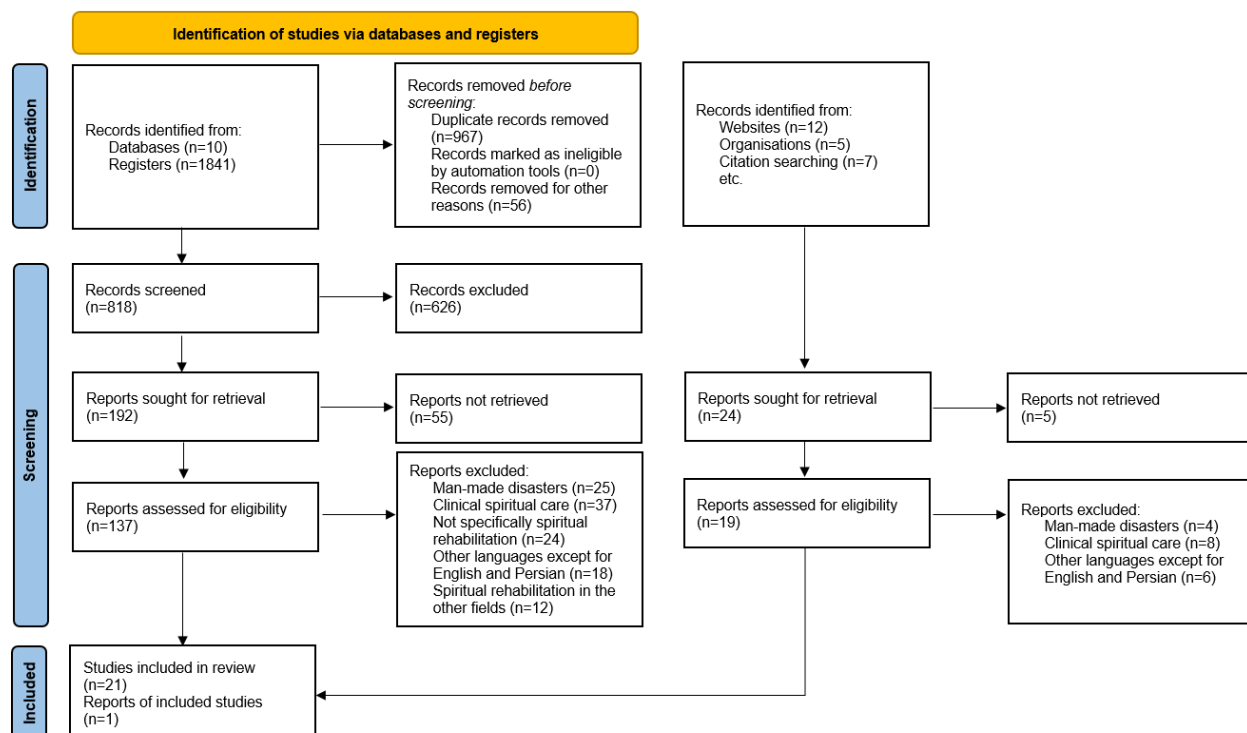 Identification of studies via databases and registers
Identification
Records identified from:
Databases (n=10)
Registers (n=1841)
Records removed before
screening:
Duplicate records removed
(n=967)
Records marked as ineligible
by automation tools (n=0)
Records removed for other
reasons (n=56)
Records identified from:
Websites (n=12)
Organisations (n=5)
Citation searching (n=7)
etc.
Screening
Records screened
(n=818)
Records excluded
(n=626)
Reports sought for retrieval
(n=192)
Reports not retrieved
(n=55)
Reports sought for retrieval
(n=24)
Reports not retrieved
(n=5)
Reports assessed for eligibility
(n=137)
Reports excluded:
Man-made disasters (n=25)
Clinical spiritual care (n=37)
Not specifically spiritual
rehabilitation (n=24)
Other languages except for
English and Persian (n=18)
Spiritual rehabilitation in the
other fields (n=12)
Reports assessed for eligibility
(n=19)
Reports excluded:
Man-made disasters (n=4)
Clinical spiritual care (n=8)
Other languages except for
English and Persian (n=6)
Included
Studies included in review
(n=21)
Reports of included studies
(n=1)